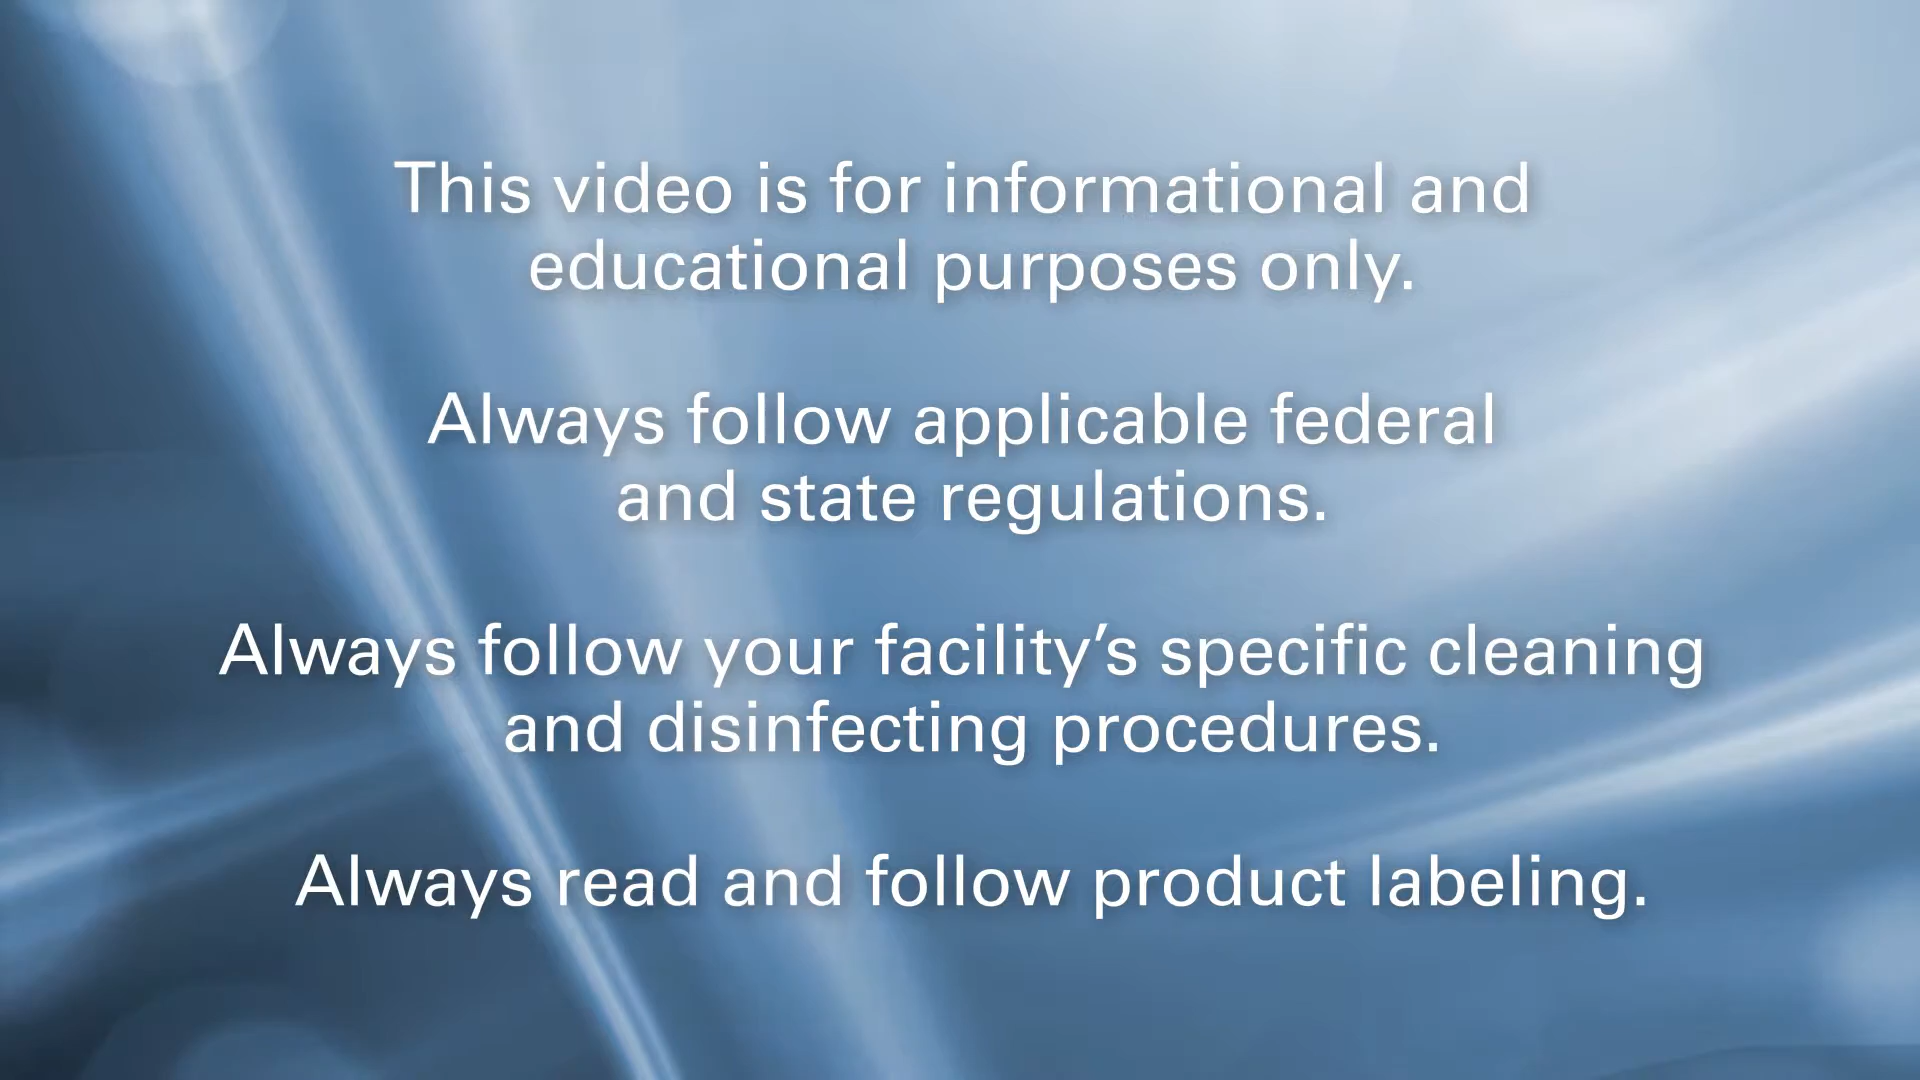 This video is for informational and
educational purposes only.
Always follow applicable federal
and state regulations.
Always follow your facility’s specific cleaning
and disinfecting procedures.
Always read and follow product labeling.